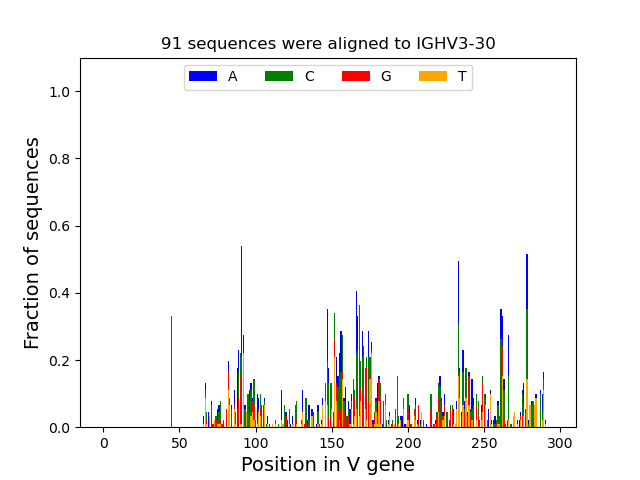 91 sequences were aligned to IGHV3-30
A C G T
1.0
0.8
0.6
0.4
0.2
0.0
Fraction of sequences
0 50 100 150 200 250 300
Position in V gene